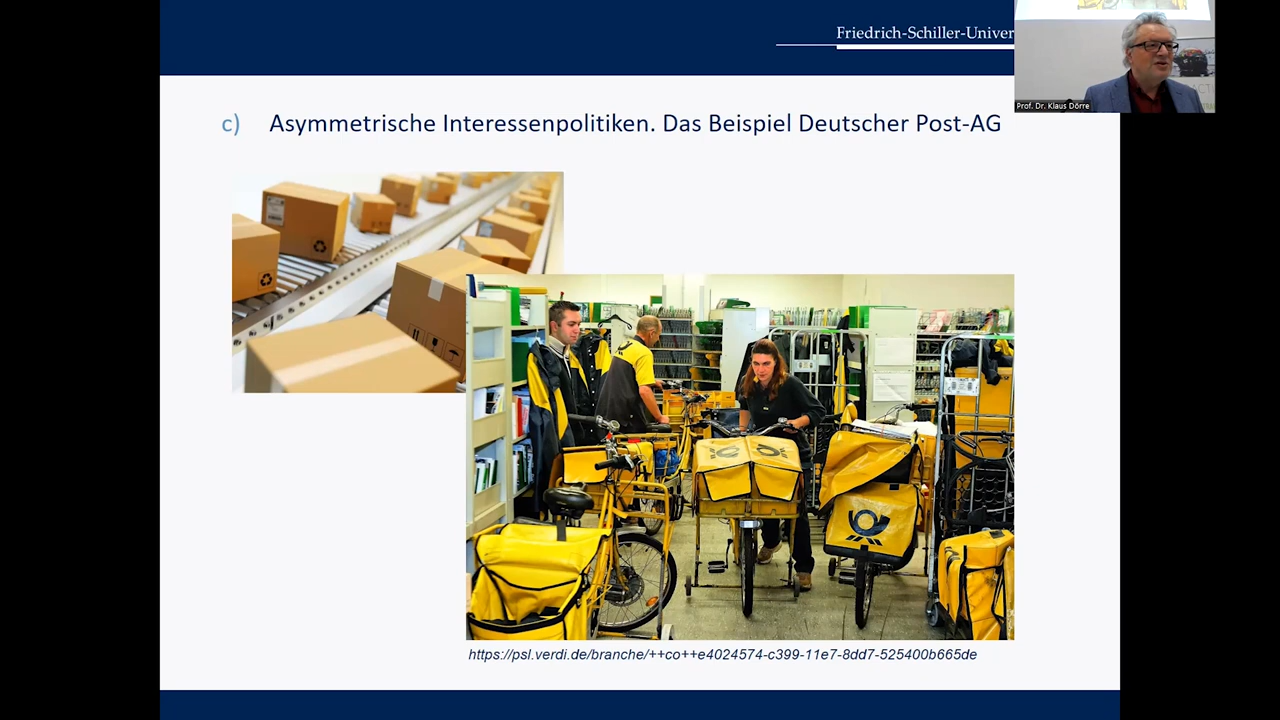 Friedrich-Schiller-Univer
Prof. Dr. Klaus Dörre
c) Asymmetrische Interessenpolitiken. Das Beispiel Deutscher Post-AG
https://psl.verdi.de/branche/++co++e4024574-c399-11e7-8dd7-525400b665de